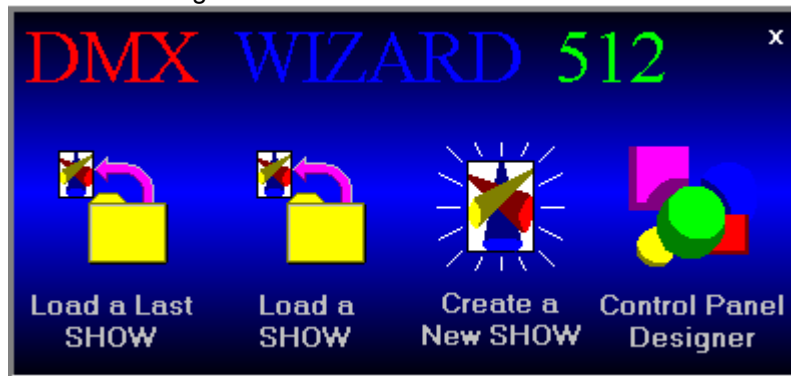 DMX WIZARD 512
x
Load a Last
SHOW
Load a
SHOW
Create a
New SHOW
Control Panel
Designer